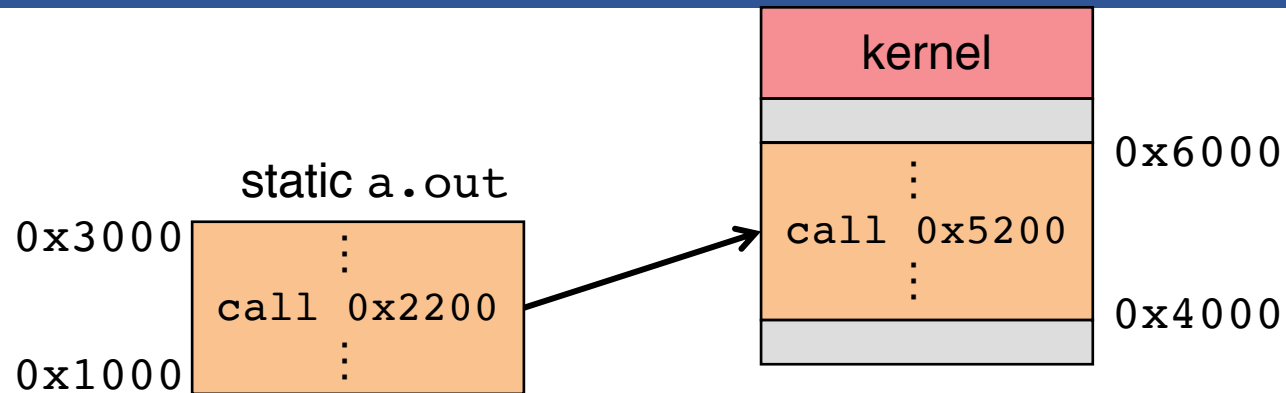 kernel
0x6000
static a.out
0x3000
⋮
call 0x2200
⋮
0x1000
⋮
call 0x5200
⋮
0x4000